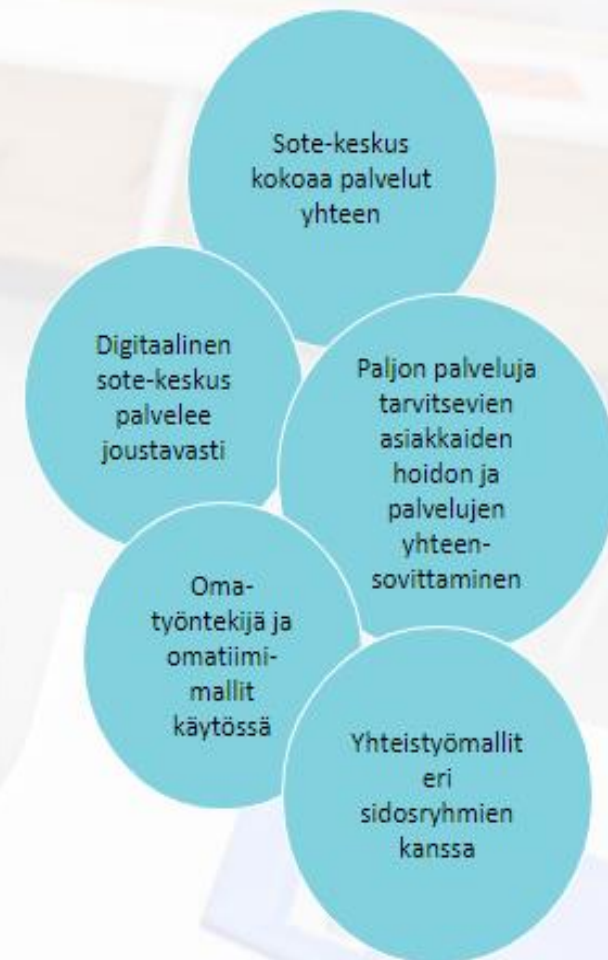 Sote-keskus
kokoaa palvelut
yhteen
Digitaalinen
sote-keskus
palvelee
joustavasti
Paljon palveluja
tarvitsevien
asiakkaiden
hoidon ja
palvelujen
yhteen-
sovittaminen
Oma-
työntekijä ja
omatiimi-
mallit
käytössä
Yhteistyömallit
eri
sidosryhmien
kanssa